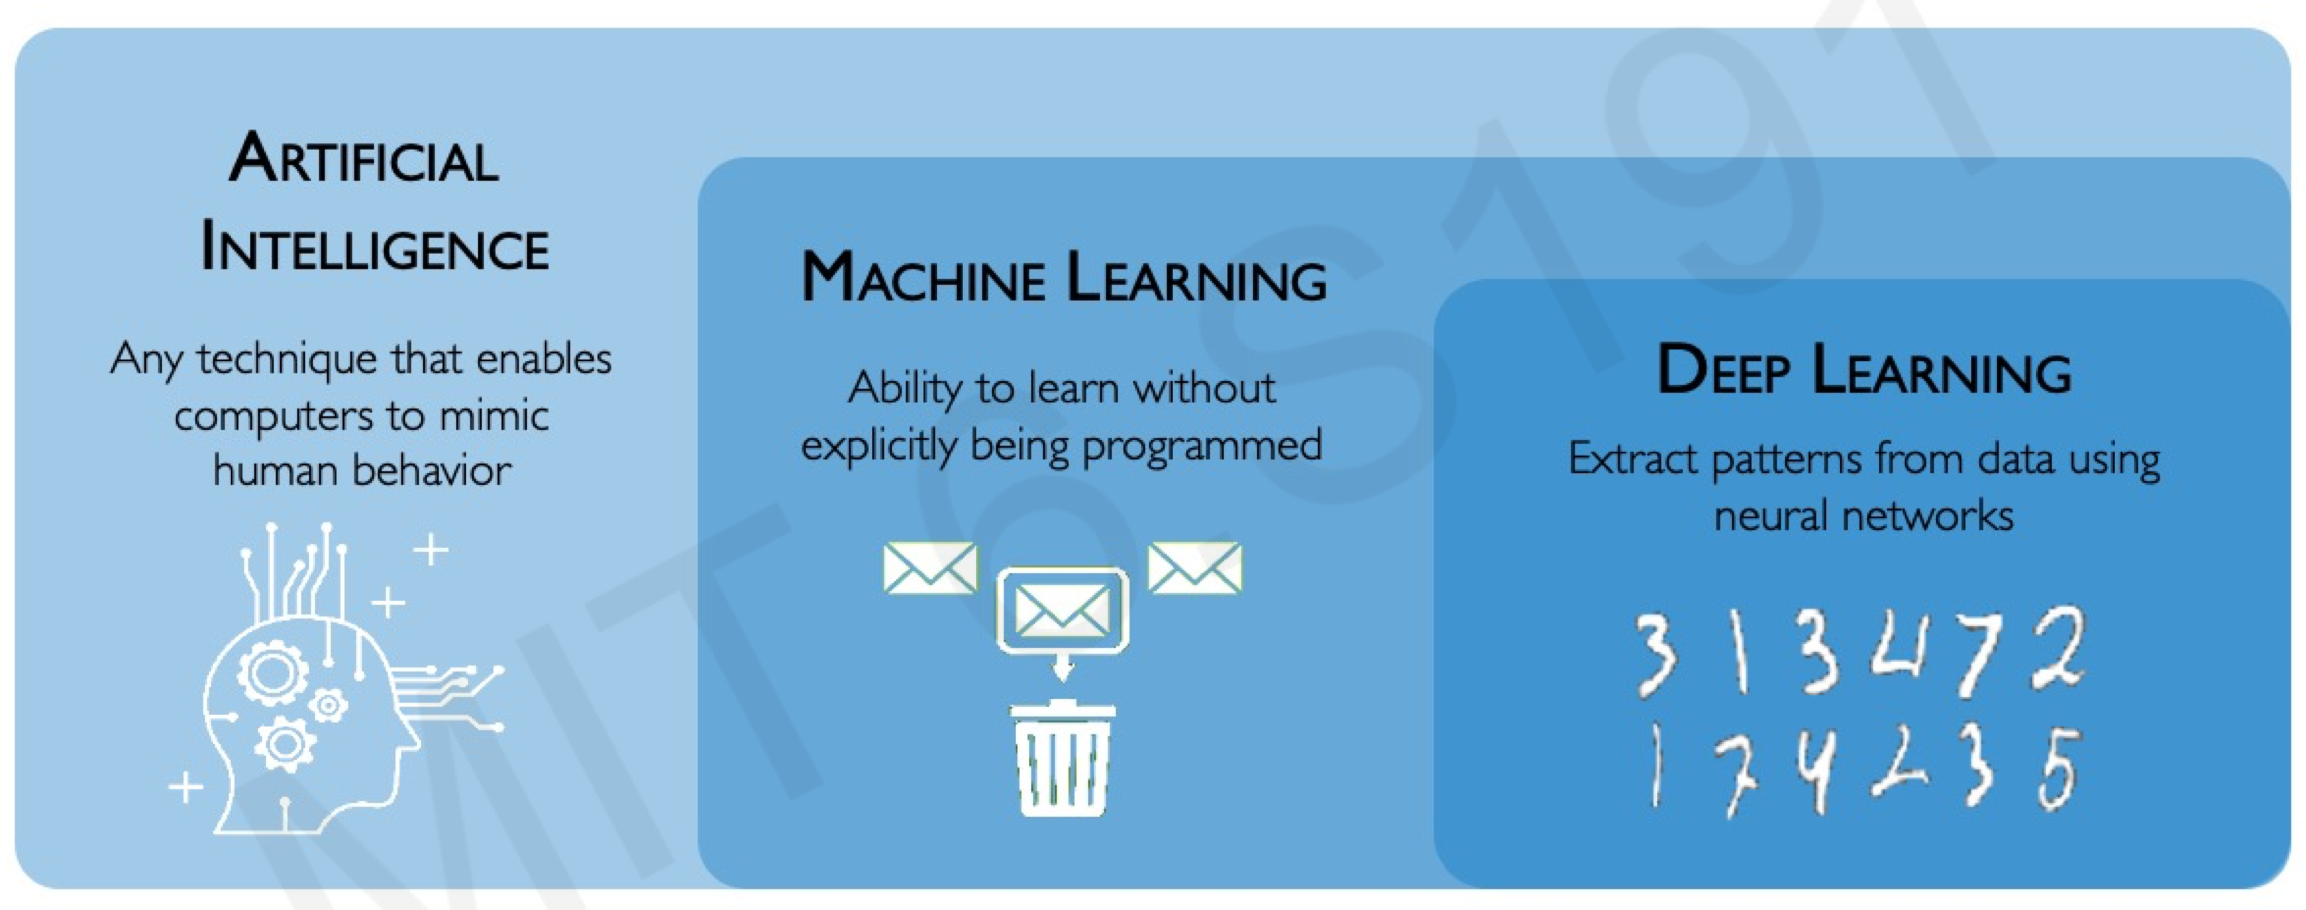 ARTIFICIAL
INTELLIGENCE
Any technique that enables
computers to mimic
human behavior
MACHINE LEARNING
Ability to learn without
explicitly being programmed
DEEP LEARNING
Extract patterns from data using
neural networks
3 1 3 4 7 2
1 7 4 2 3 5
MIT 6.S191